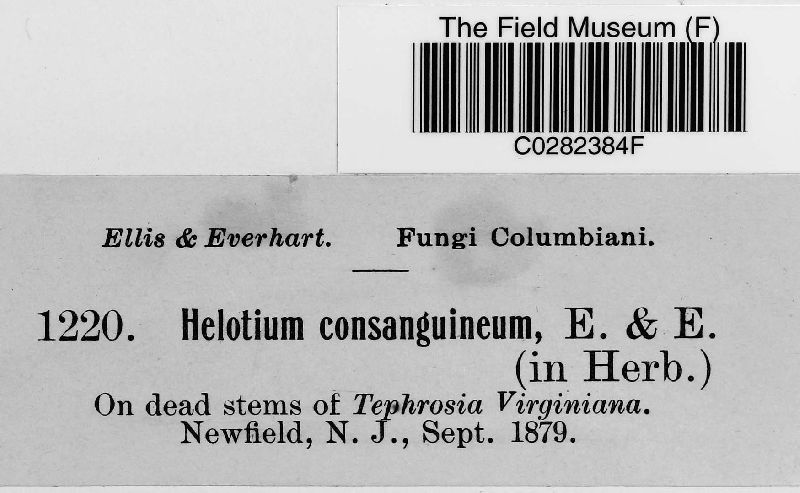 The Field Museum (F)
C0282384F
Ellis & Everhart. Fungi Columbiani.
1220. Helotium consanguineum, E. & E.
(in Herb.)
On dead stems of Tephrosia Virginiana.
Newfield, N. J., Sept. 1879.